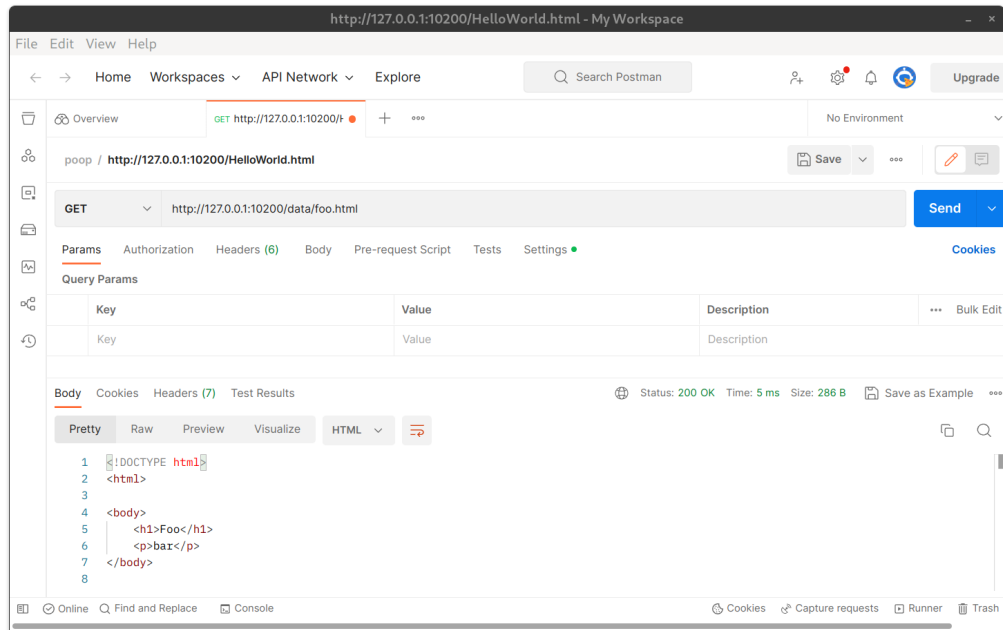 http://127.0.0.1:10200/HelloWorld.html - My Workspace
File Edit View Help
Home Workspaces API Network Explore Search Postman Upgrade
Overview GET http://127.0.0.1:10200/H No Environment
poop / http://127.0.0.1:10200/HelloWorld.html Save
GET http://127.0.0.1:10200/data/foo.html Send
Params Authorization Headers (6) Body Pre-request Script Tests Settings Cookies
Query Params
Key Value Description Bulk Edit
Key Value Description
Body Cookies Headers (7) Test Results Status: 200 OK Time: 5 ms Size: 286 B Save as Example
Pretty Raw Preview Visualize HTML
1 <!DOCTYPE html>
2 <html>
3
4 <body>
5 <h1>Foo</h1>
6 <p>bar</p>
7 </body>
8
Online Find and Replace Console Cookies Capture requests Runner Trash